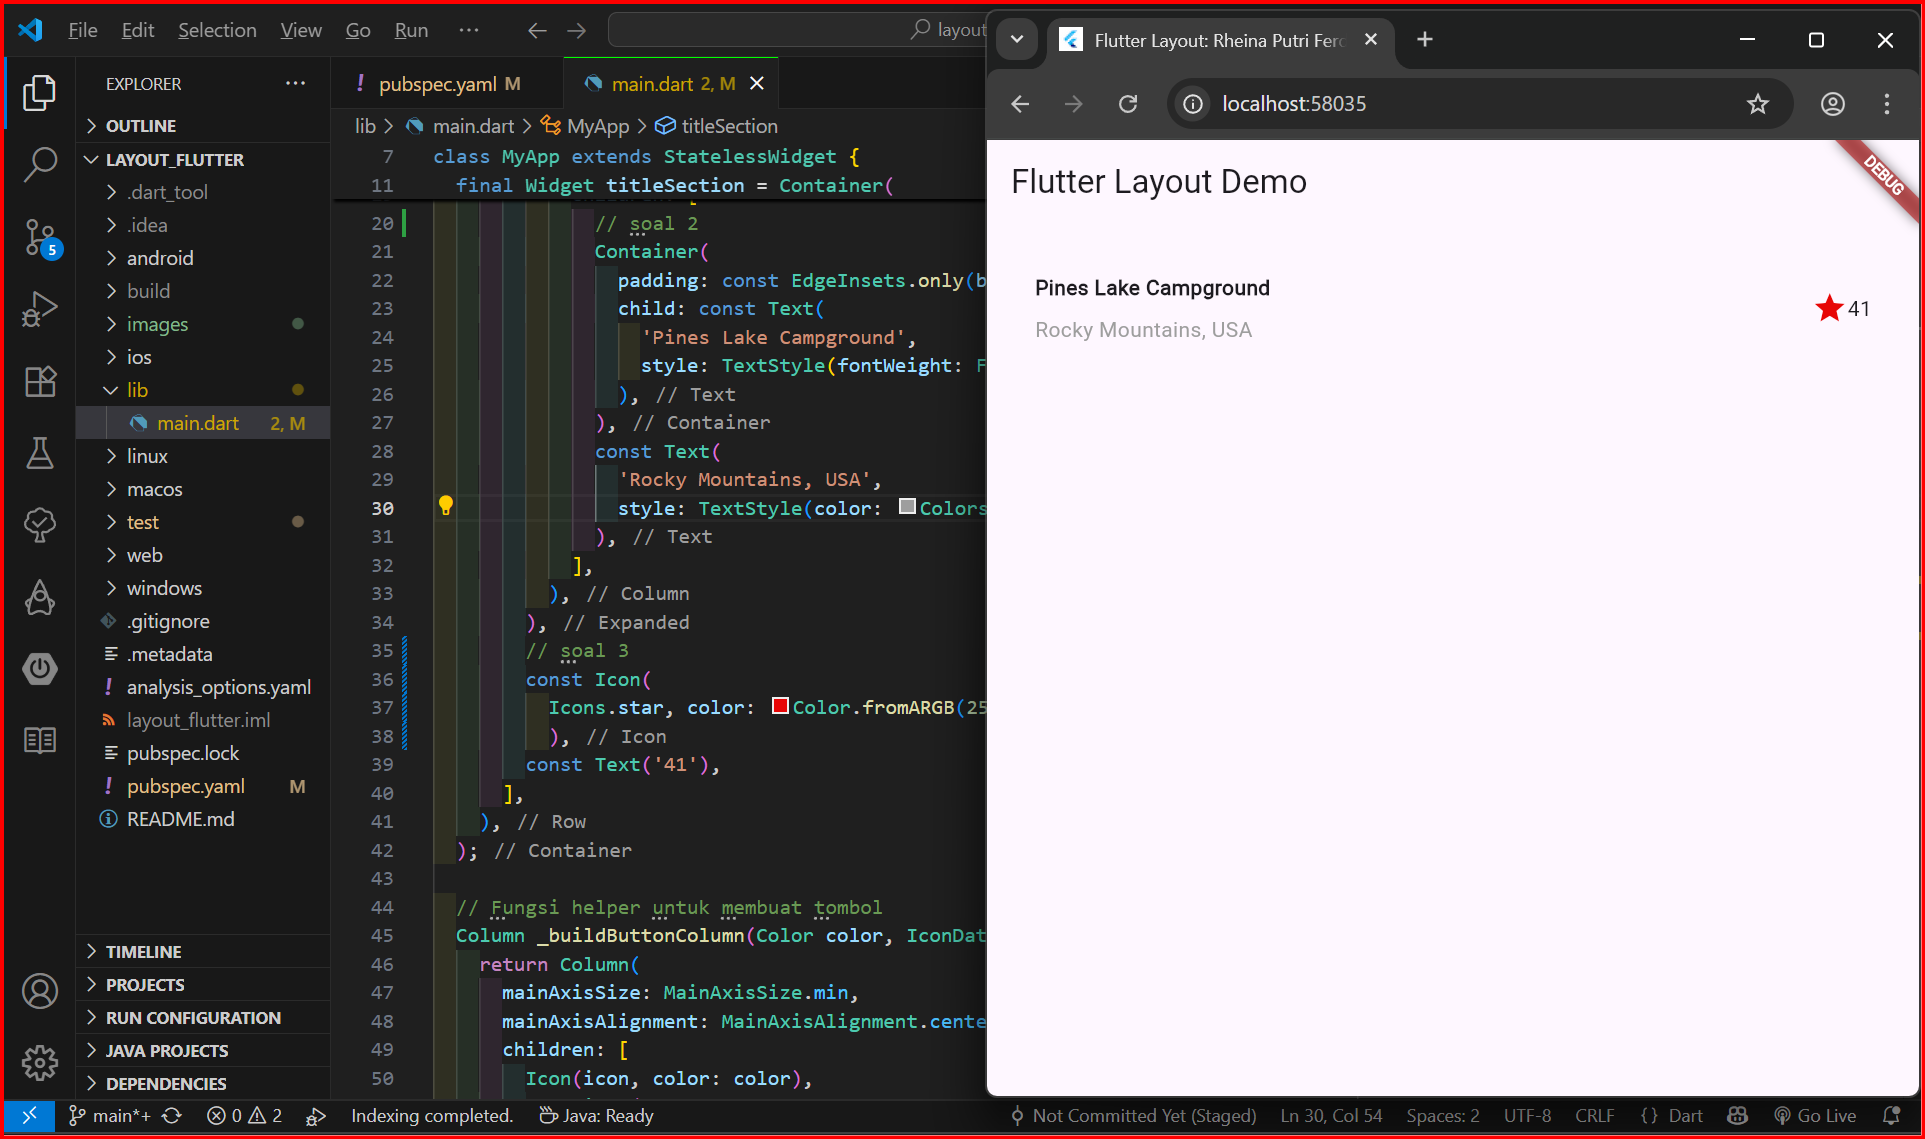 File Edit Selection View Go Run ···
layout
EXPLORER
OUTLINE
LAYOUT_FLUTTER
.dart_tool
.idea
android
build
images
ios
lib
main.dart 2, M
linux
macos
test
web
windows
.gitignore
.metadata
analysis_options.yaml
layout_flutter.iml
pubspec.lock
pubspec.yaml M
README.md
TIMELINE
PROJECTS
RUN CONFIGURATION
JAVA PROJECTS
DEPENDENCIES
5
pubspec.yaml M
main.dart 2, M
lib > main.dart > MyApp > titleSection
7 class MyApp extends StatelessWidget {
11 final Widget titleSection = Container(
20 // soal 2
21 Container(
22 padding: const EdgeInsets.only(b
23 child: const Text(
24 'Pines Lake Campground',
25 style: TextStyle(fontWeight: F
26 ), // Text
27 ), // Container
28 const Text(
29 'Rocky Mountains, USA',
30 style: TextStyle(color: Colors
31 ), // Text
32 ],
33 ), // Column
34 ), // Expanded
35 // soal 3
36 const Icon(
37 Icons.star, color: Color.fromARGB(25
38 ), // Icon
39 const Text('41'),
40 ],
41 ), // Row
42 ); // Container
43
44 // Fungsi helper untuk membuat tombol
45 Column _buildButtonColumn(Color color, IconDat
46 return Column(
47 mainAxisSize: MainAxisSize.min,
48 mainAxisAlignment: MainAxisAlignment.cente
49 children: [
50 Icon(icon, color: color),
Flutter Layout: Rheina Putri Ferd
localhost:58035
DEBUG
Flutter Layout Demo
Pines Lake Campground
Rocky Mountains, USA
41
main*+ 0 2 Indexing completed. Java: Ready Not Committed Yet (Staged) Ln 30, Col 54 Spaces: 2 UTF-8 CRLF {} Dart Go Live